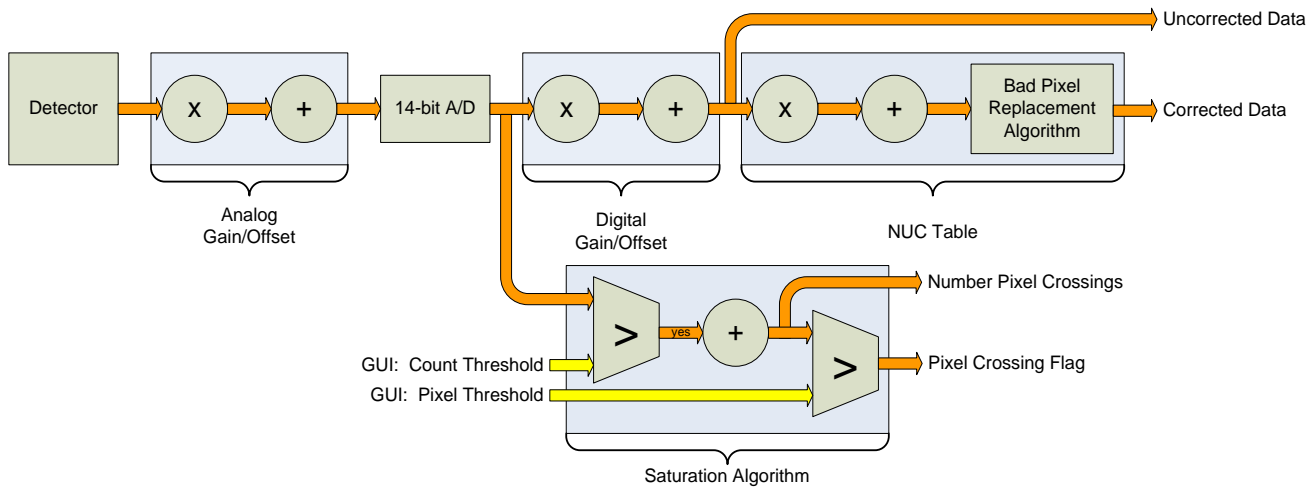 Uncorrected Data
Detector
x
+
14-bit A/D
x
+
x
+
Bad Pixel
Replacement
Algorithm
Corrected Data
Analog
Gain/Offset
Digital
Gain/Offset
NUC Table
Number Pixel Crossings
>
yes
+
>
Pixel Crossing Flag
GUI: Count Threshold
GUI: Pixel Threshold
Saturation Algorithm